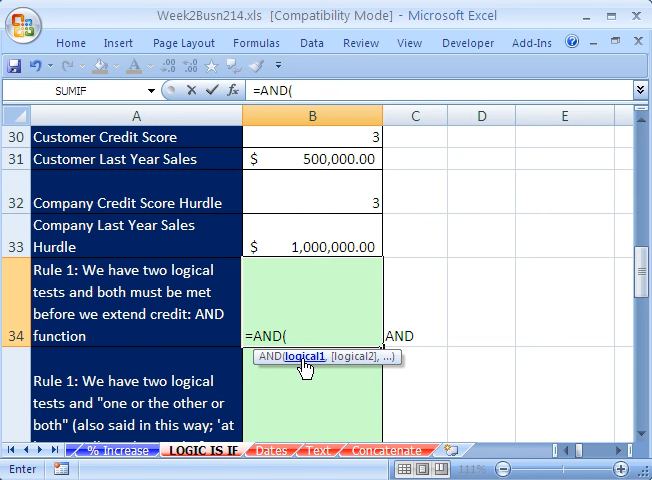 Week2Busn214.xls [Compatibility Mode] - Microsoft Excel
Home Insert Page Layout Formulas Data Review View Developer Add-Ins
SUMIF =AND(
A B C D E
30 Customer Credit Score 3
31 Customer Last Year Sales $ 500,000.00
32 Company Credit Score Hurdle 3
Company Last Year Sales
33 Hurdle $ 1,000,000.00
Rule 1: We have two logical
tests and both must be met
before we extend credit: AND
34 function =AND( AND
AND(logical1, [logical2], ...)
Rule 1: We have two logical
tests and "one or the other or
both" (also said in this way; 'at
% Increase LOGIC IS IF Dates Text Concatenate
Enter 111%